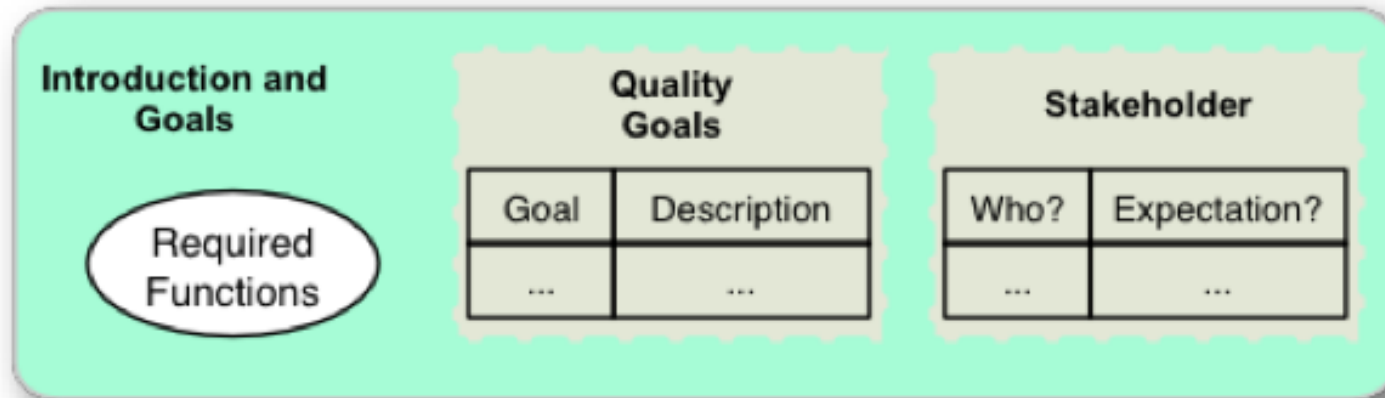 Introduction and
Goals
Required
Functions
Quality
Goals
Goal Description
... ...
Stakeholder
Who? Expectation?
... ...